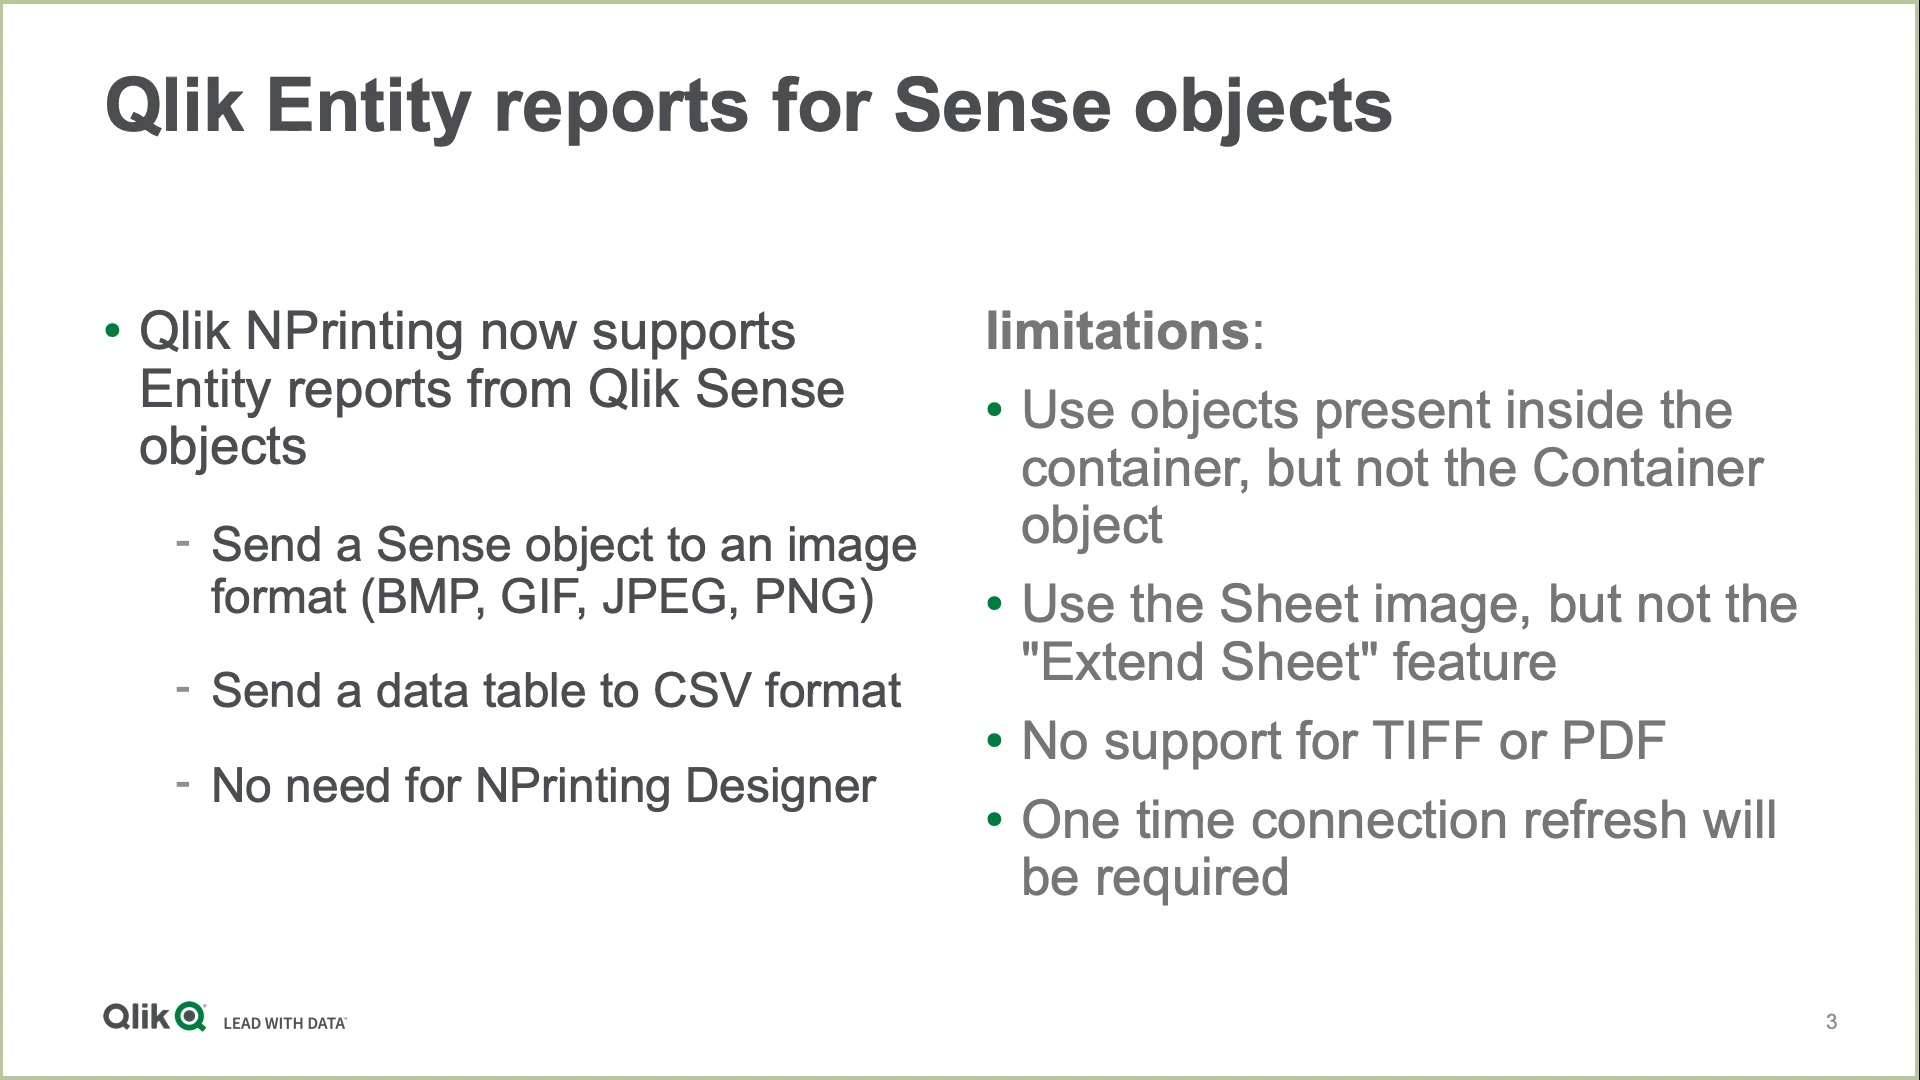 Qlik Entity reports for Sense objects
• Qlik NPrinting now supports
Entity reports from Qlik Sense
objects
- Send a Sense object to an image
format (BMP, GIF, JPEG, PNG)
- Send a data table to CSV format
- No need for NPrinting Designer
limitations:
• Use objects present inside the
container, but not the Container
object
• Use the Sheet image, but not the
"Extend Sheet" feature
• No support for TIFF or PDF
• One time connection refresh will
be required
Qlik LEAD WITH DATA™
3